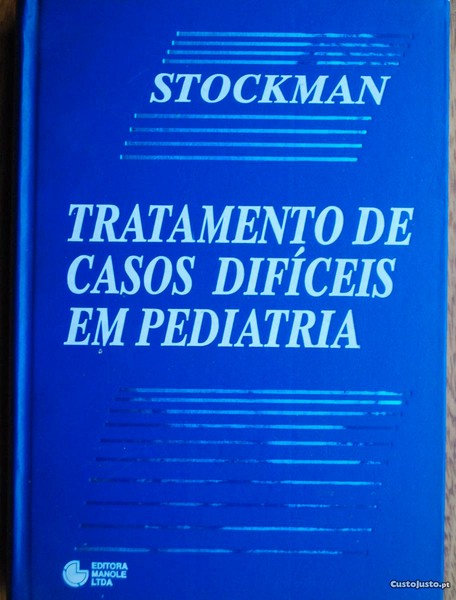 STOCKMAN
TRATAMENTO DE
CASOS DIFÍCEIS
EM PEDIATRIA
EDITORA
MANOLE
LTDA
CustoJusto.pt